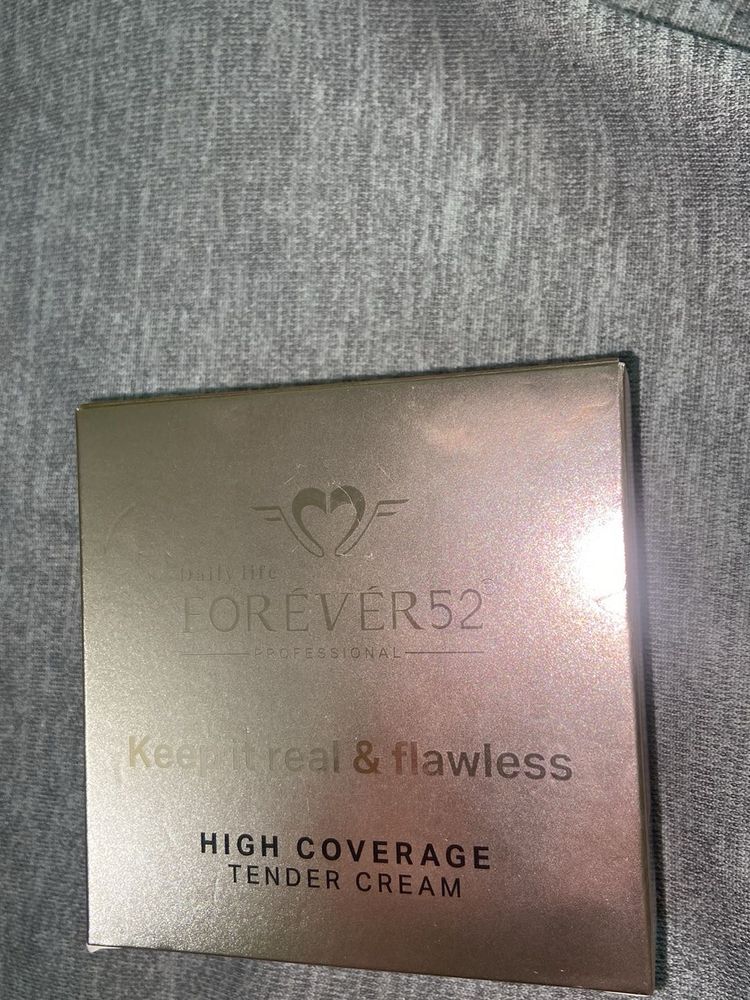 Daily life
FORÉVÉR52
PROFESSIONAL
Keep it real & flawless
HIGH COVERAGE
TENDER CREAM